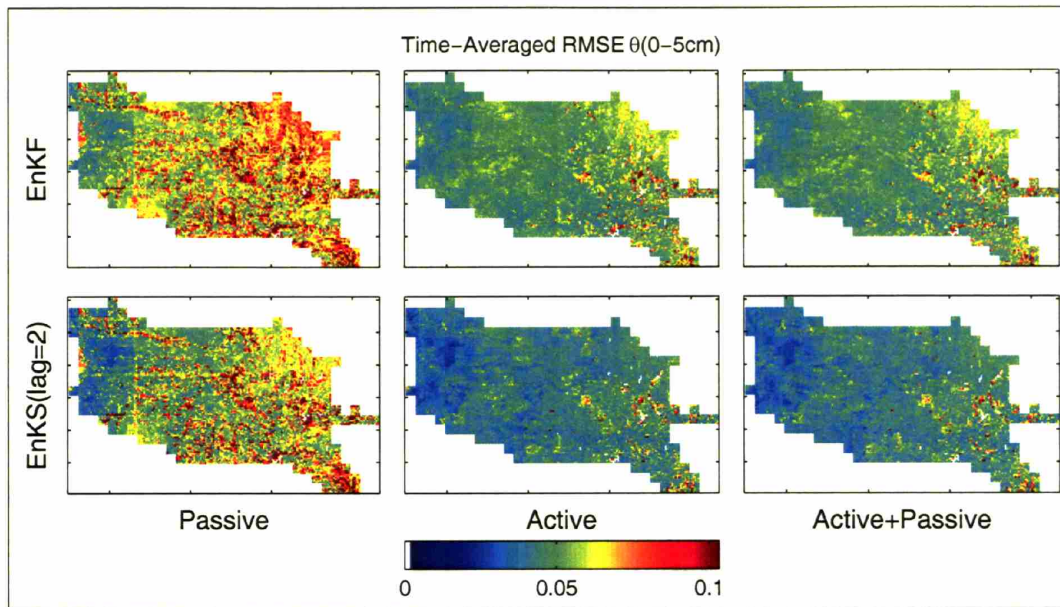 Time-Averaged RMSE θ(0-5cm)
EnKF
EnKS(lag=2)
Passive
Active
Active+Passive
0
0.05
0.1